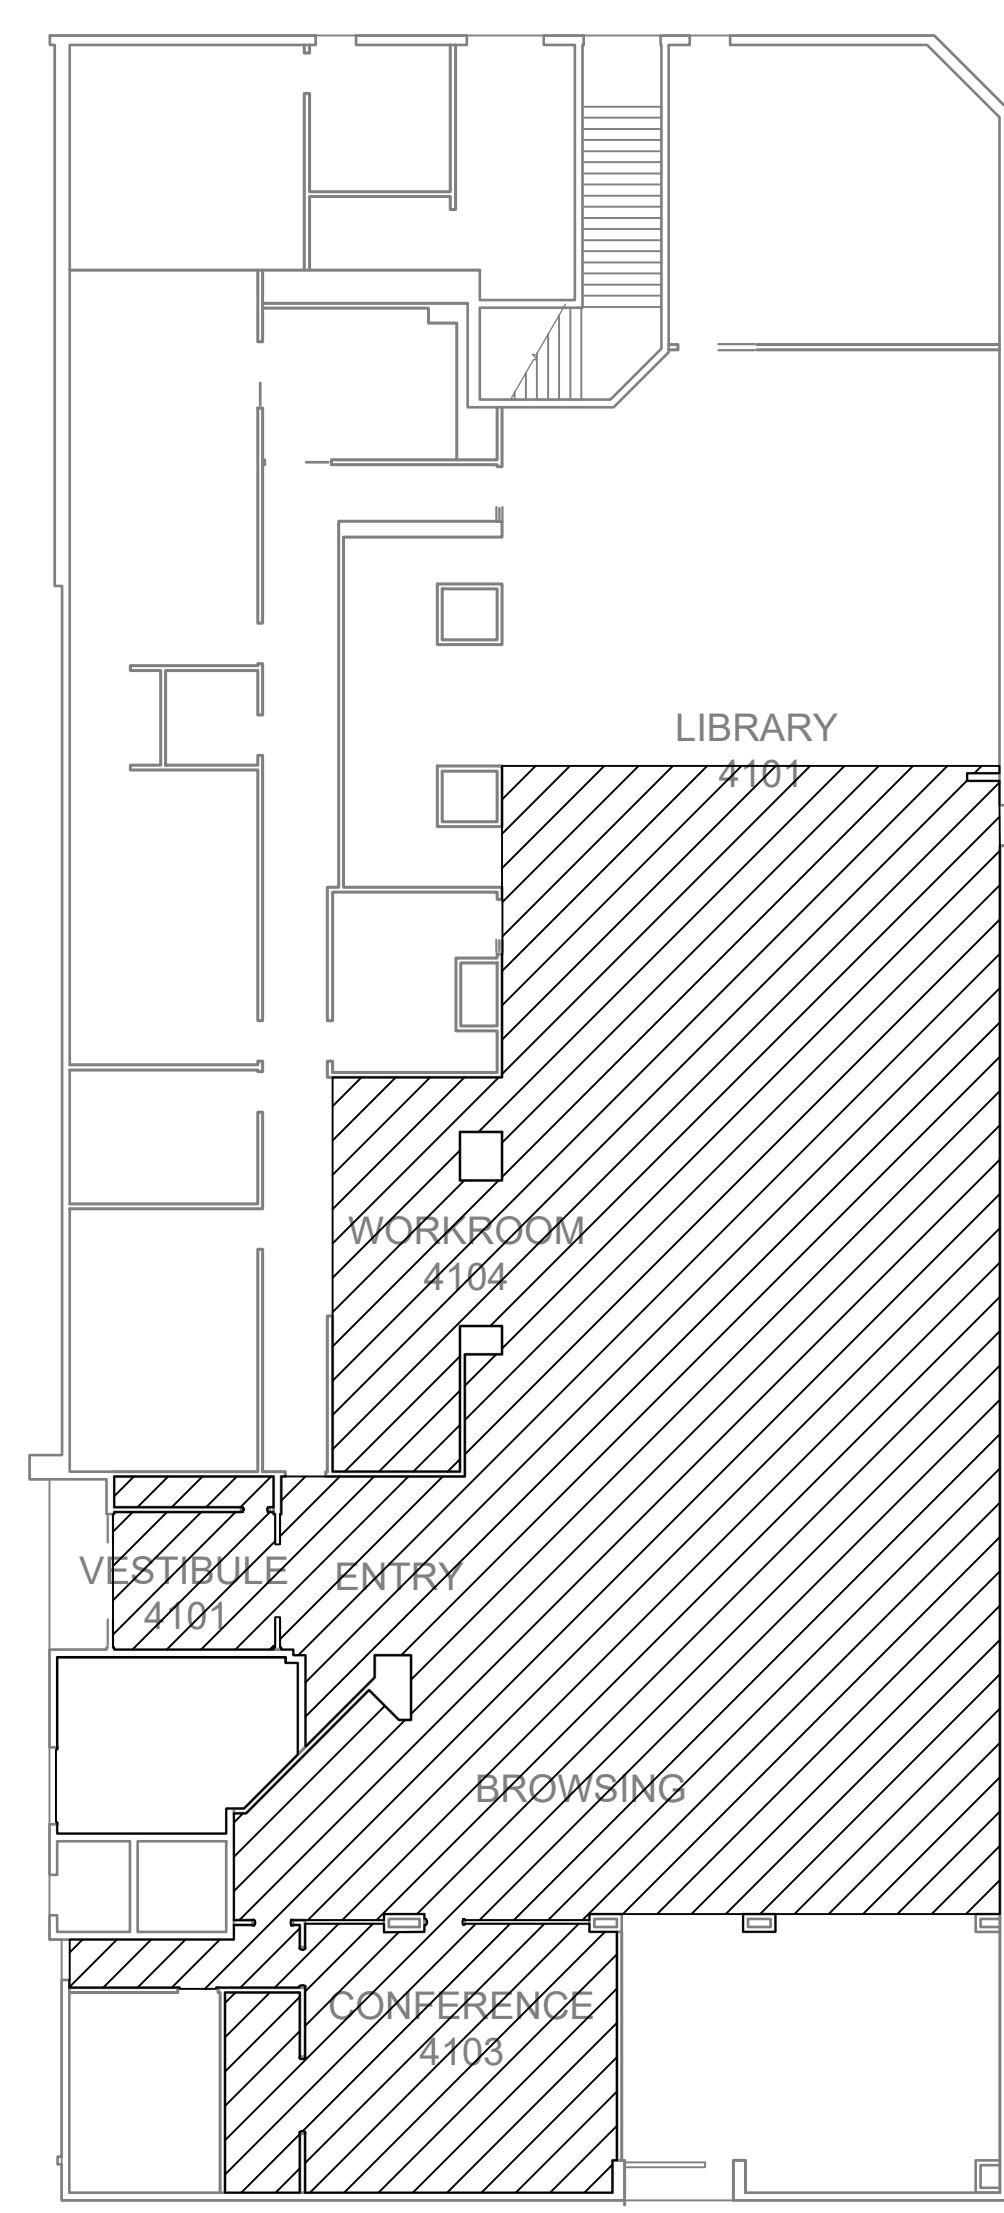 LIBRARY
4101
WORKROOM
4104
VESTIBULE
4101
ENTRY
BROWSING
CONFERENCE
4103